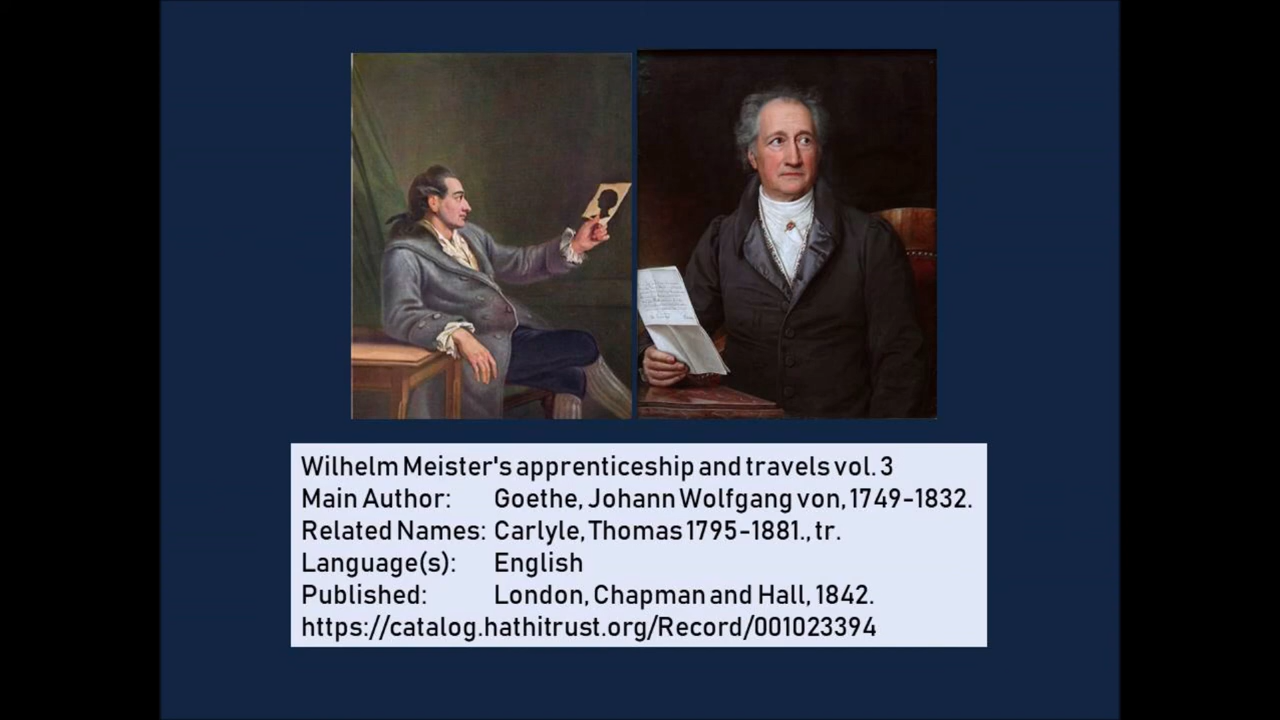 Wilhelm Meister's apprenticeship and travels vol. 3
Main Author: Goethe, Johann Wolfgang von, 1749-1832.
Related Names: Carlyle, Thomas 1795-1881., tr.
Language(s): English
Published: London, Chapman and Hall, 1842.
https://catalog.hathitrust.org/Record/001023394